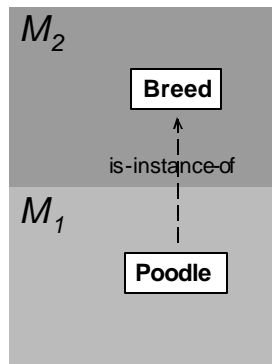 M₂
Breed
is-instance-of
M₁
Poodle